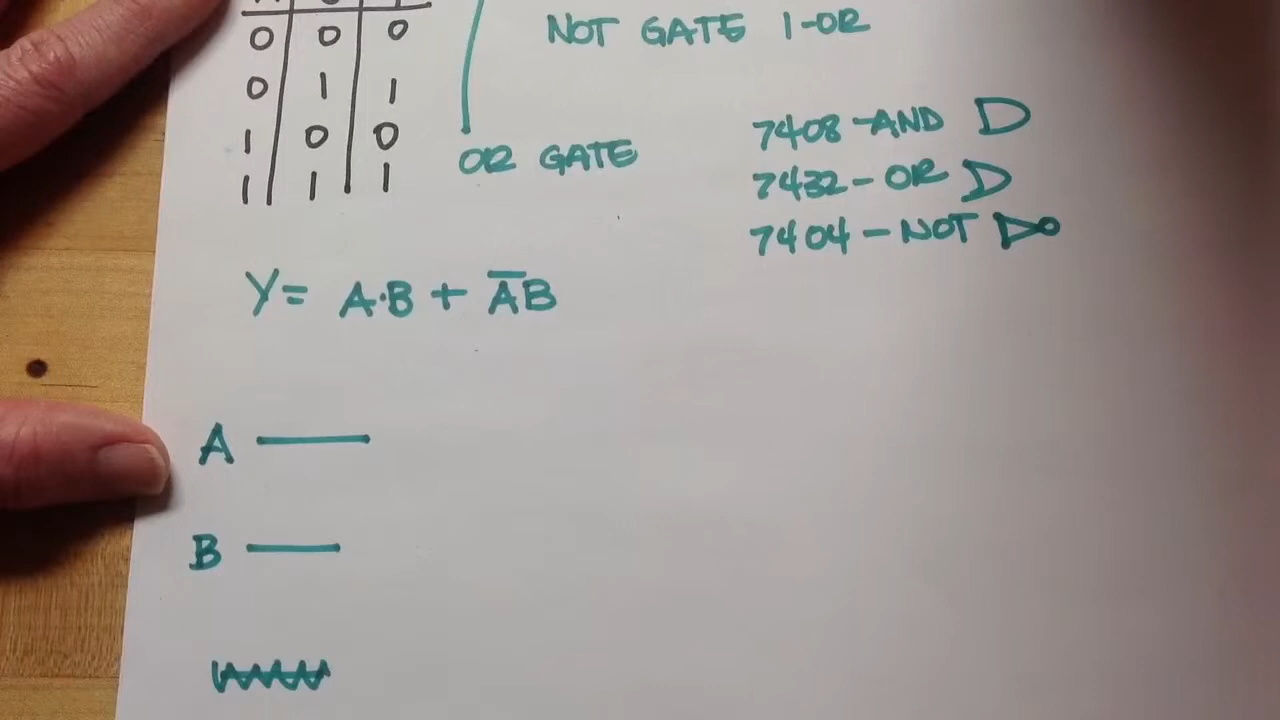 0 0 0
0 1 1
1 0 0
1 1 1
NOT GATE 1-OR
OR GATE
7408 - AND
7432 - OR
7404 - NOT
Y = A·B + A̅B
A
B